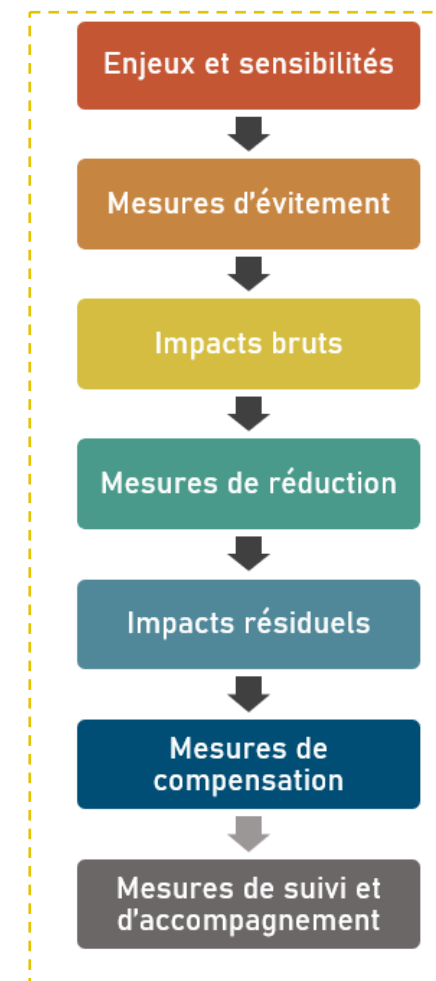 Enjeux et sensibilités
Mesures d'évitement
Impacts bruts
Mesures de réduction
Impacts résiduels
Mesures de
compensation
Mesures de suivi et
d'accompagnement